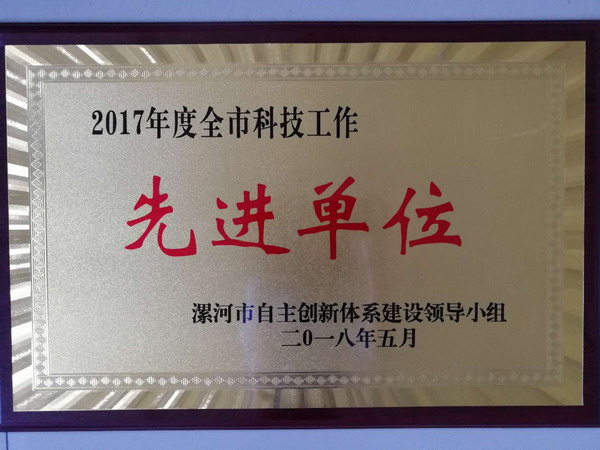 2017年度全市科技工作
先进单位
漯河市自主创新体系建设领导小组
二0一八年五月